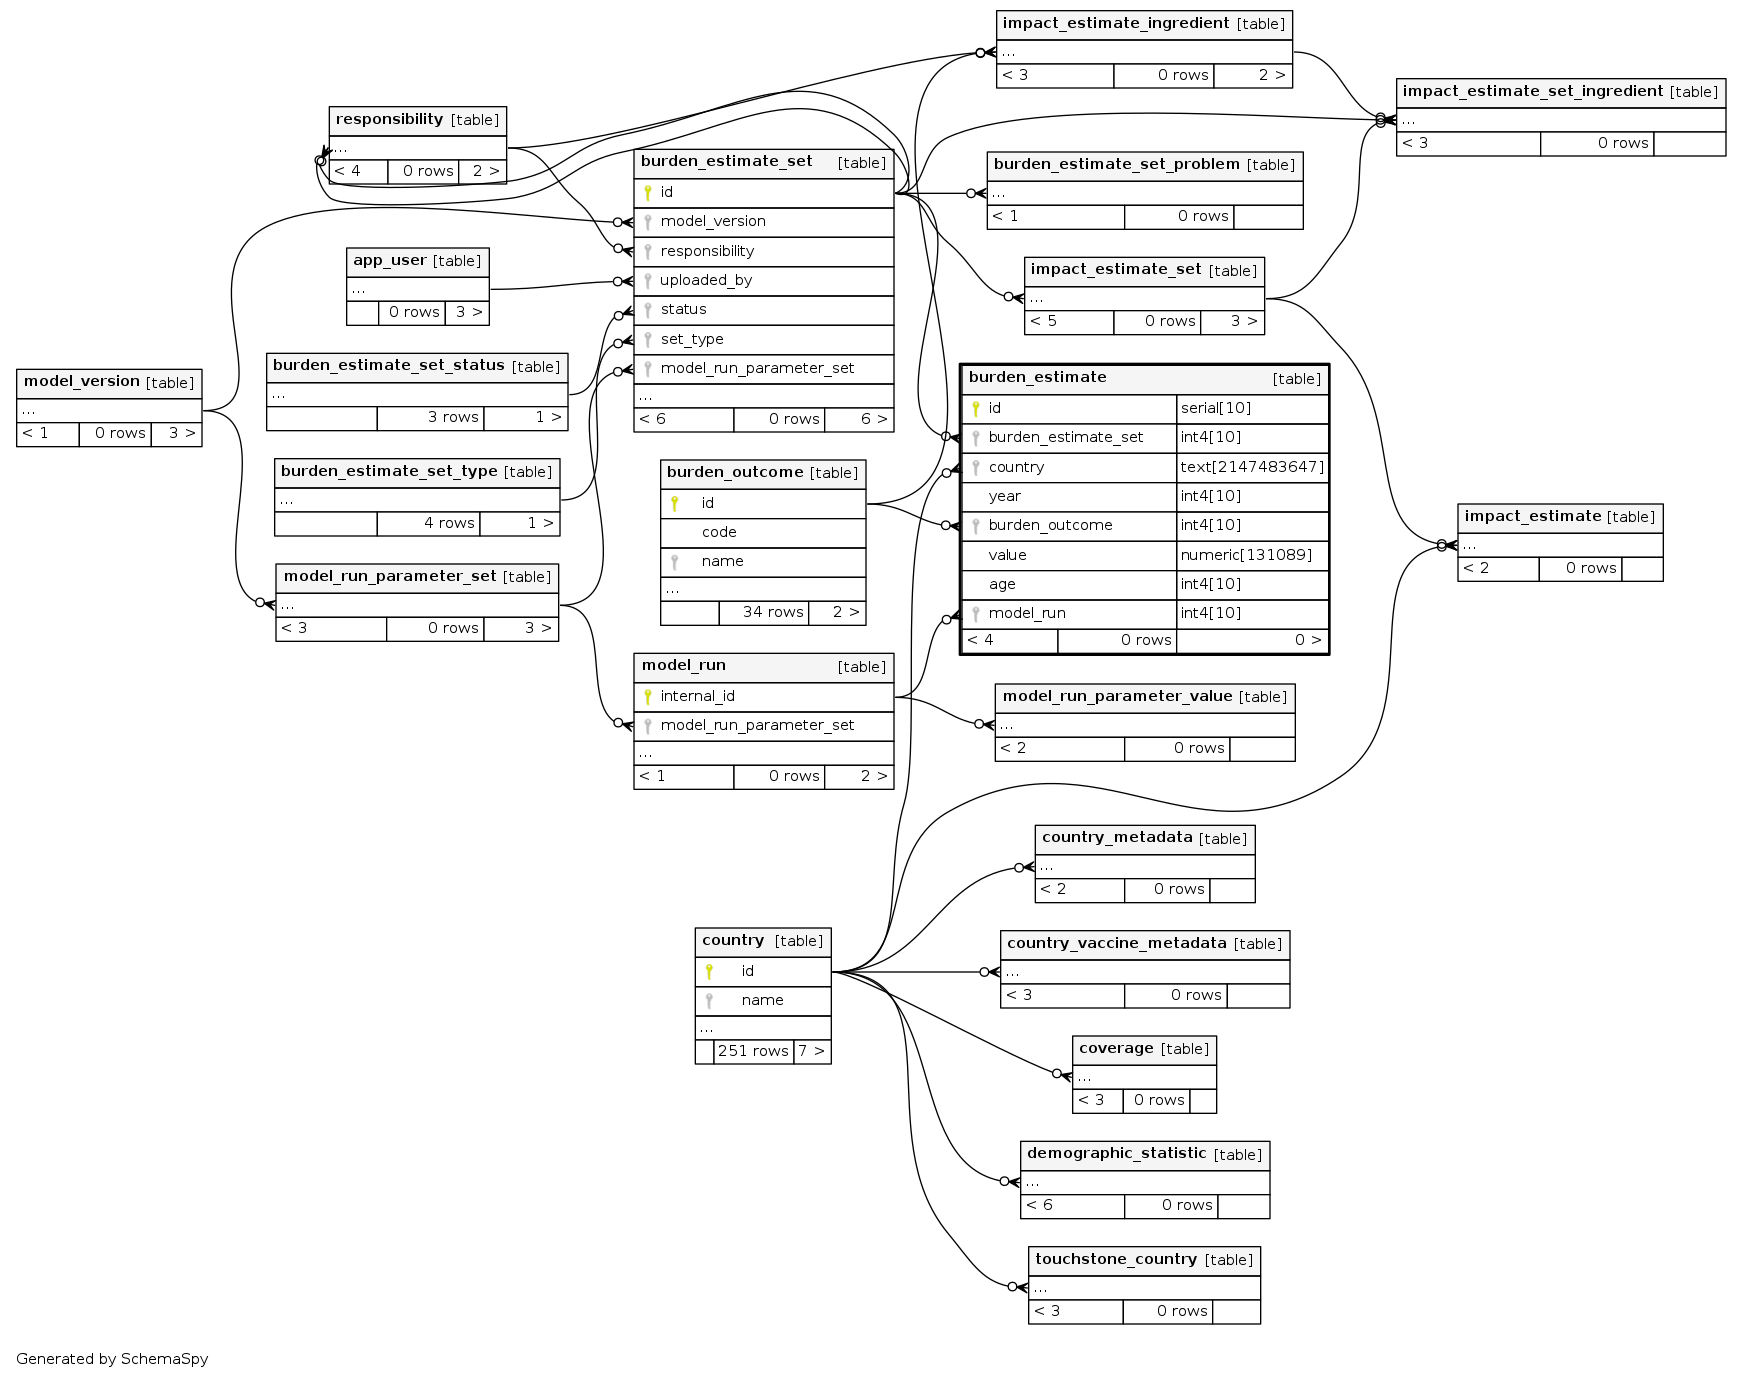 impact_estimate_ingredient [table]
...
< 3 0 rows 2 >
impact_estimate_set_ingredient [table]
...
< 3 0 rows
responsibility [table]
...
< 4 0 rows 2 >
burden_estimate_set [table]
id
model_version
responsibility
uploaded_by
status
set_type
model_run_parameter_set
...
< 6 0 rows 6 >
burden_estimate_set_problem [table]
...
< 1 0 rows
app_user [table]
...
0 rows 3 >
impact_estimate_set [table]
...
< 5 0 rows 3 >
burden_estimate_set_status [table]
...
3 rows 1 >
model_version [table]
...
< 1 0 rows 3 >
burden_estimate [table]
id serial[10]
burden_estimate_set int4[10]
country text[2147483647]
year int4[10]
burden_outcome int4[10]
value numeric[131089]
age int4[10]
model_run int4[10]
< 4 0 rows 0 >
burden_estimate_set_type [table]
...
4 rows 1 >
burden_outcome [table]
id
code
name
...
34 rows 2 >
impact_estimate [table]
...
< 2 0 rows
model_run_parameter_set [table]
...
< 3 0 rows 3 >
model_run [table]
internal_id
model_run_parameter_set
...
< 1 0 rows 2 >
model_run_parameter_value [table]
...
< 2 0 rows
country_metadata [table]
...
< 2 0 rows
country [table]
id
name
...
251 rows 7 >
country_vaccine_metadata [table]
...
< 3 0 rows
coverage [table]
...
< 3 0 rows
demographic_statistic [table]
...
< 6 0 rows
touchstone_country [table]
...
< 3 0 rows
Generated by SchemaSpy